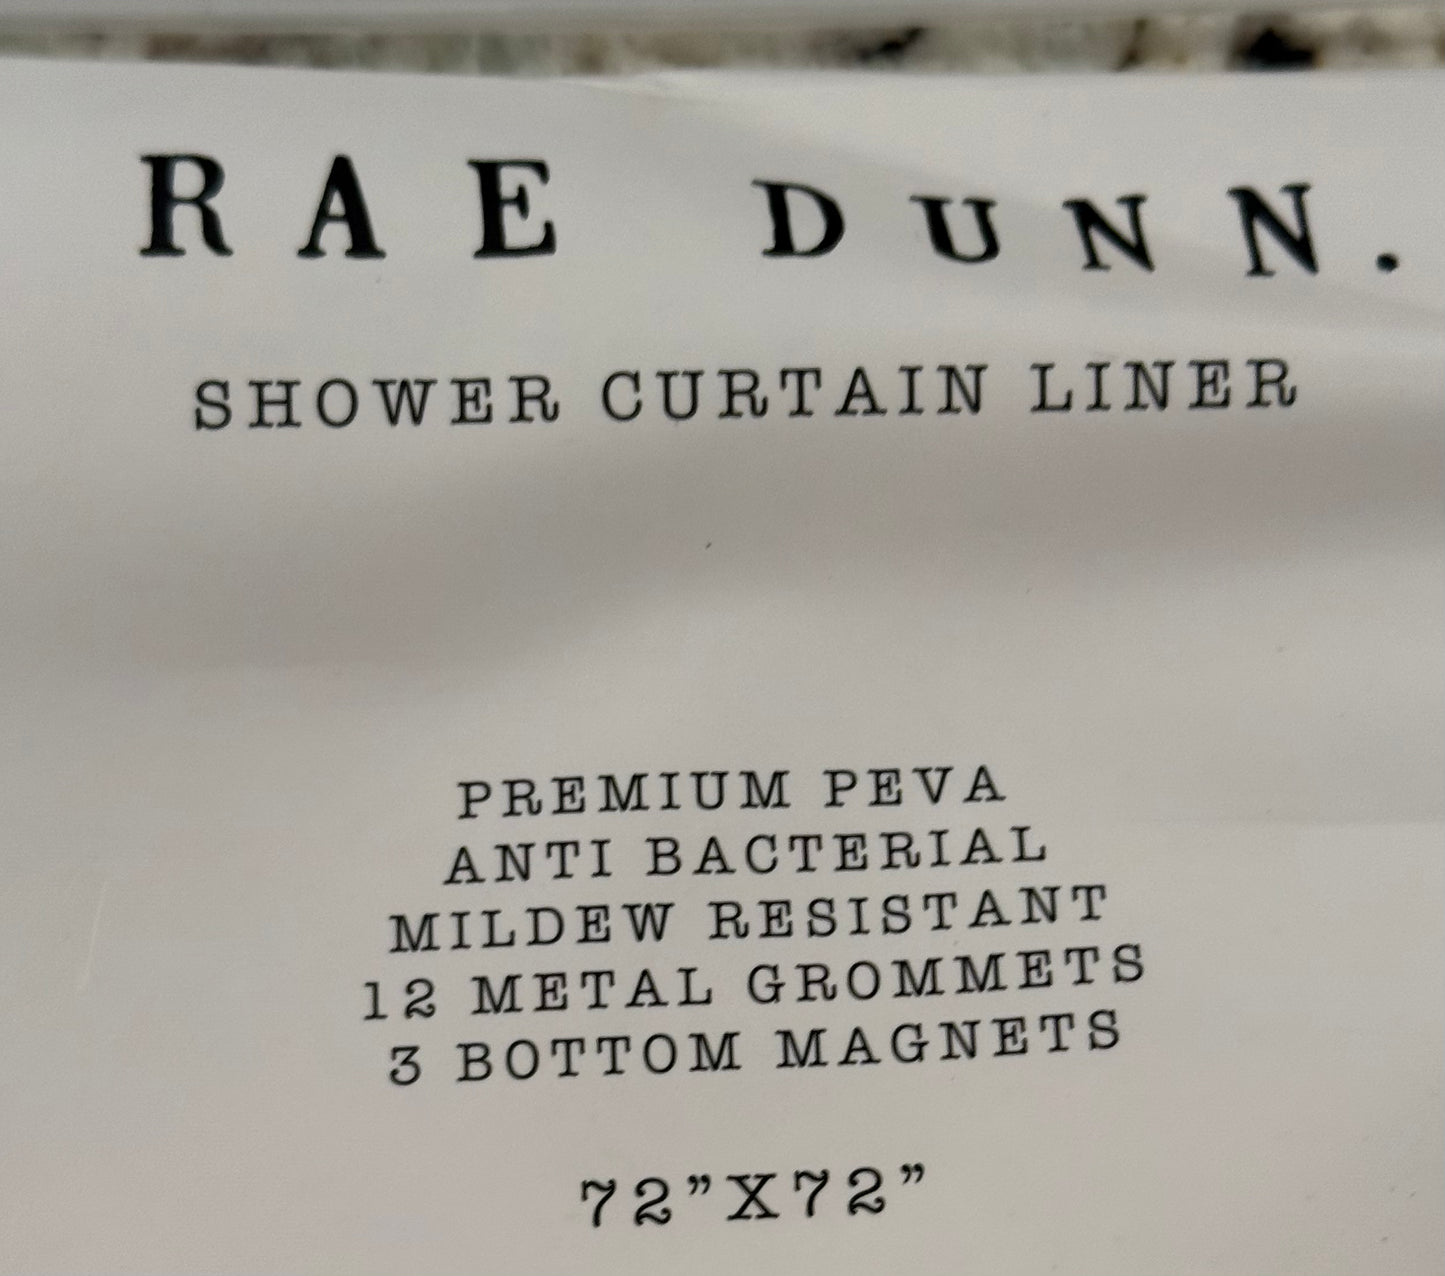 RAE DUNN.
SHOWER CURTAIN LINER
PREMIUM PEVA
ANTI BACTERIAL
MILDEW RESISTANT
12 METAL GROMMETS
3 BOTTOM MAGNETS
72”X72”